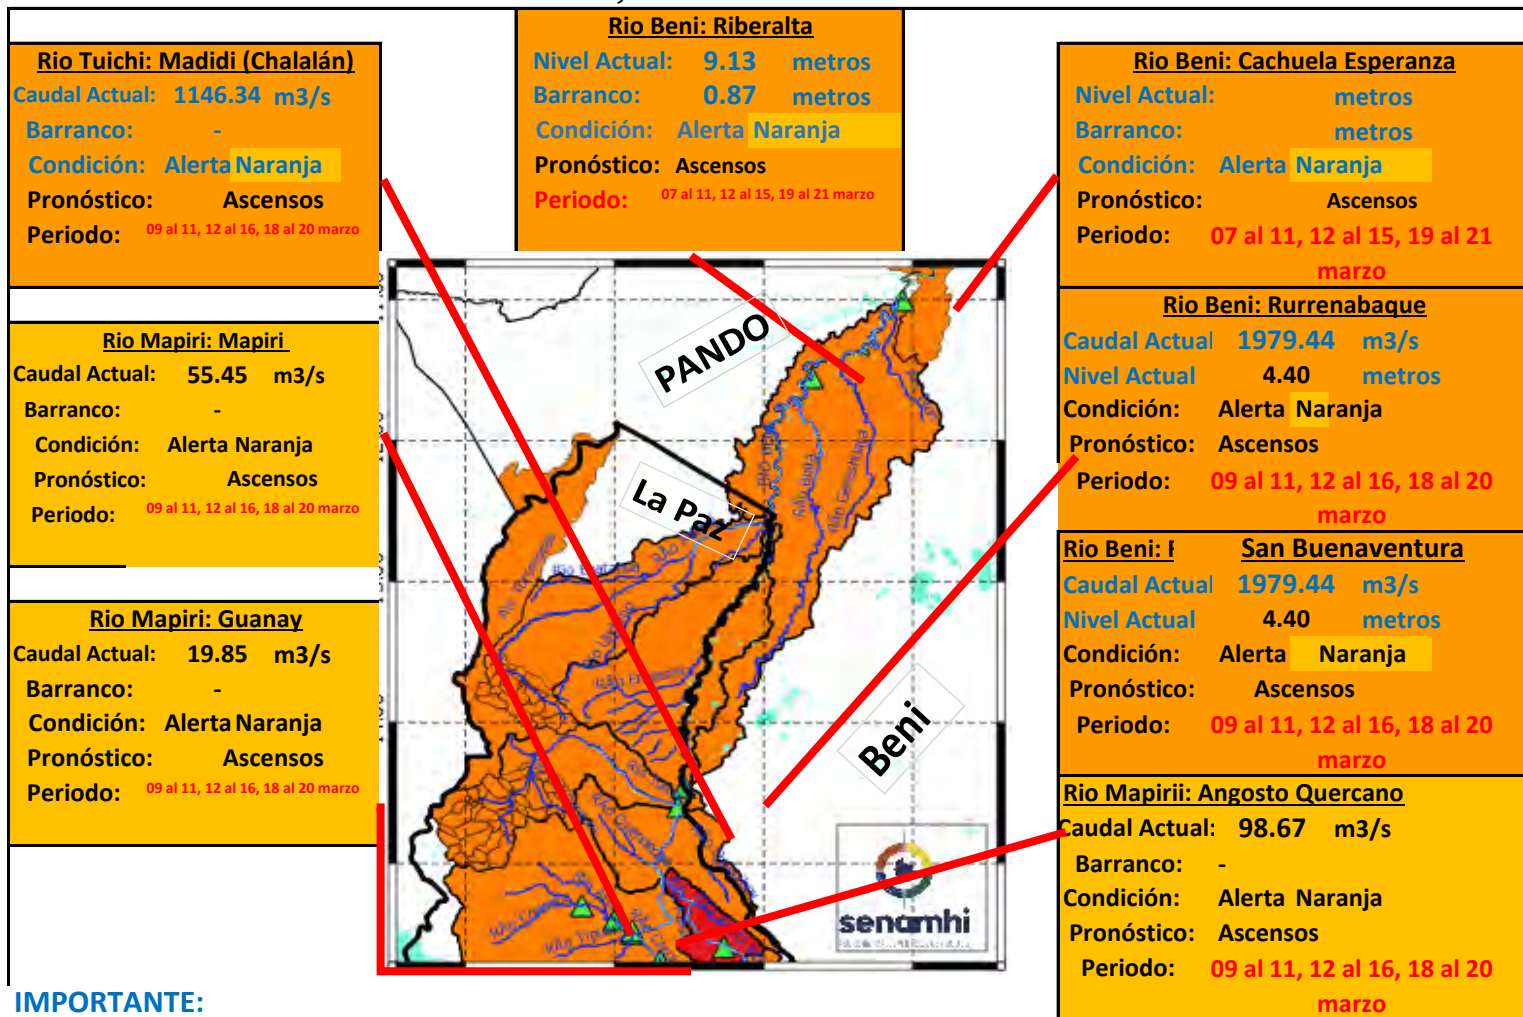 Rio Tuichi: Madidi (Chalalán)
Caudal Actual: 1146.34 m3/s
Barranco: -
Condición: Alerta Naranja
Pronóstico: Ascensos
Periodo: 09 al 11, 12 al 16, 18 al 20 marzo
Rio Mapiri: Mapiri
Caudal Actual: 55.45 m3/s
Barranco: -
Condición: Alerta Naranja
Pronóstico: Ascensos
Periodo: 09 al 11, 12 al 16, 18 al 20 marzo
Rio Mapiri: Guanay
Caudal Actual: 19.85 m3/s
Barranco: -
Condición: Alerta Naranja
Pronóstico: Ascensos
Periodo: 09 al 11, 12 al 16, 18 al 20 marzo
Rio Beni: Riberalta
Nivel Actual: 9.13 metros
Barranco: 0.87 metros
Condición: Alerta Naranja
Pronóstico: Ascensos
Periodo: 07 al 11, 12 al 15, 19 al 21 marzo
PANDO
La Paz
Beni
senamhi
Rio Beni: Cachuela Esperanza
Nivel Actual: metros
Barranco: metros
Condición: Alerta Naranja
Pronóstico: Ascensos
Periodo: 07 al 11, 12 al 15, 19 al 21
marzo
Rio Beni: Rurrenabaque
Caudal Actual 1979.44 m3/s
Nivel Actual 4.40 metros
Condición: Alerta Naranja
Pronóstico: Ascensos
Periodo: 09 al 11, 12 al 16, 18 al 20
marzo
Rio Beni: San Buenaventura
Caudal Actual 1979.44 m3/s
Nivel Actual 4.40 metros
Condición: Alerta Naranja
Pronóstico: Ascensos
Periodo: 09 al 11, 12 al 16, 18 al 20
marzo
Rio Mapirii: Angosto Quercano
Caudal Actual: 98.67 m3/s
Barranco: -
Condición: Alerta Naranja
Pronóstico: Ascensos
Periodo: 09 al 11, 12 al 16, 18 al 20
marzo
IMPORTANTE: